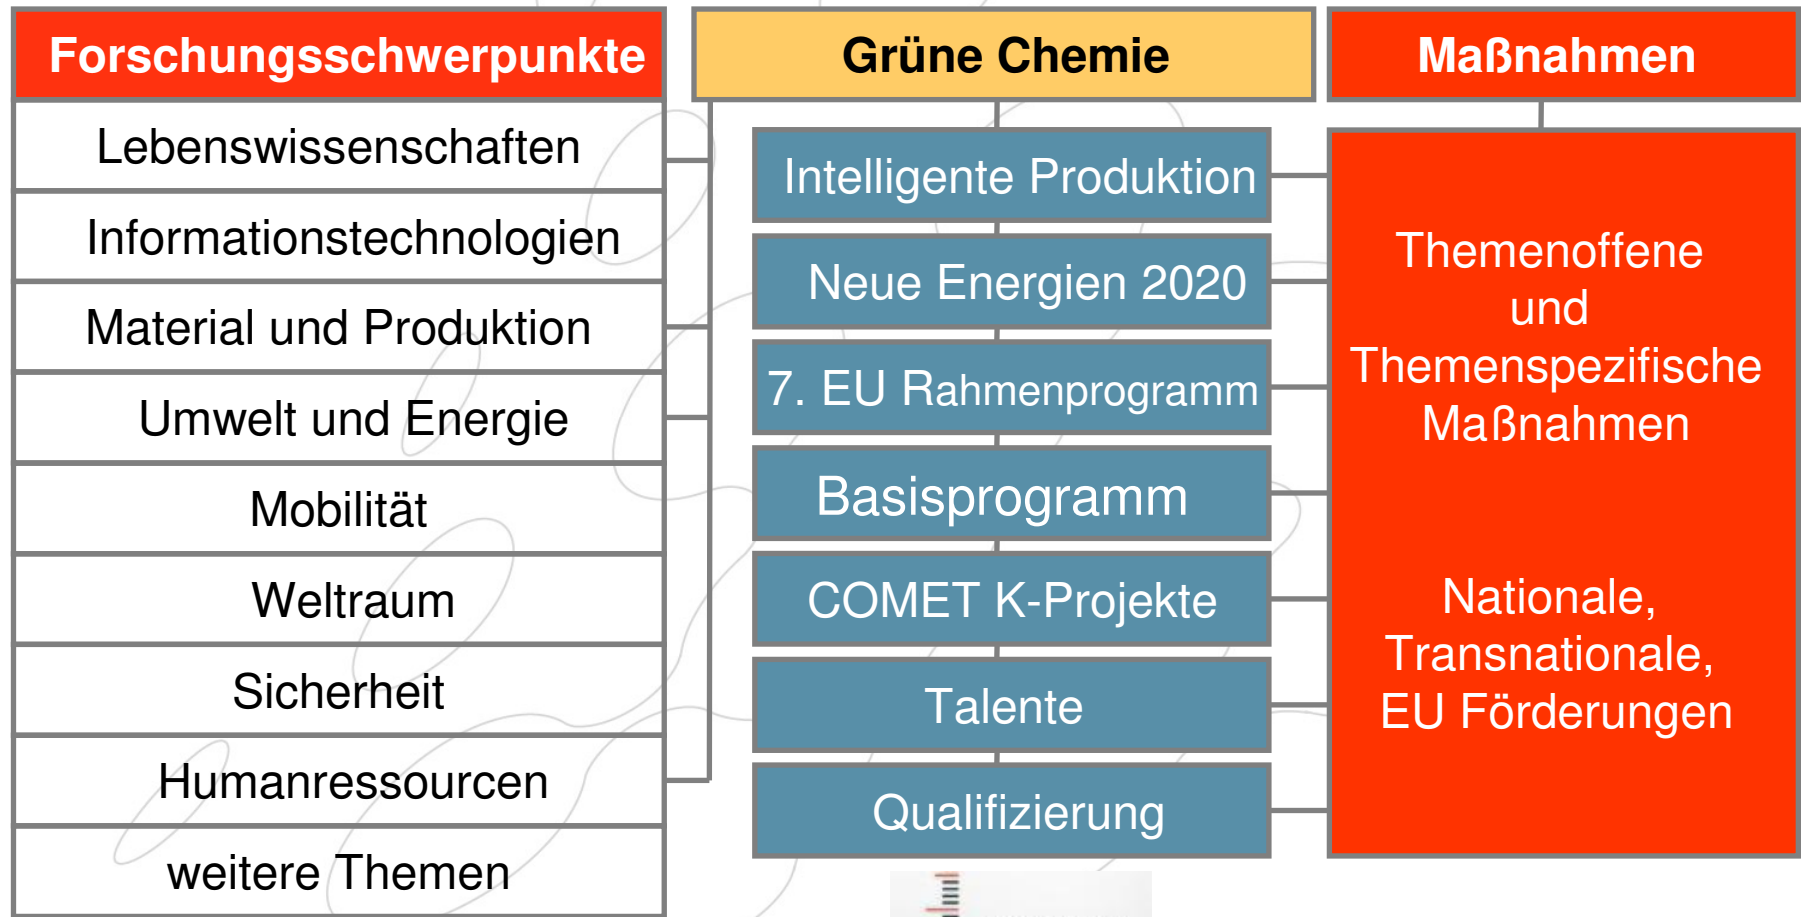 Forschungsschwerpunkte
Lebenswissenschaften
Informationstechnologien
Material und Produktion
Umwelt und Energie
Mobilität
Weltraum
Sicherheit
Humanressourcen
weitere Themen
Grüne Chemie
Intelligente Produktion
Neue Energien 2020
7. EU Rahmenprogramm
Basisprogramm
COMET K-Projekte
Talente
Qualifizierung
Maßnahmen
Themenoffene
und
Themenspezifische
Maßnahmen
Nationale,
Transnationale,
EU Förderungen